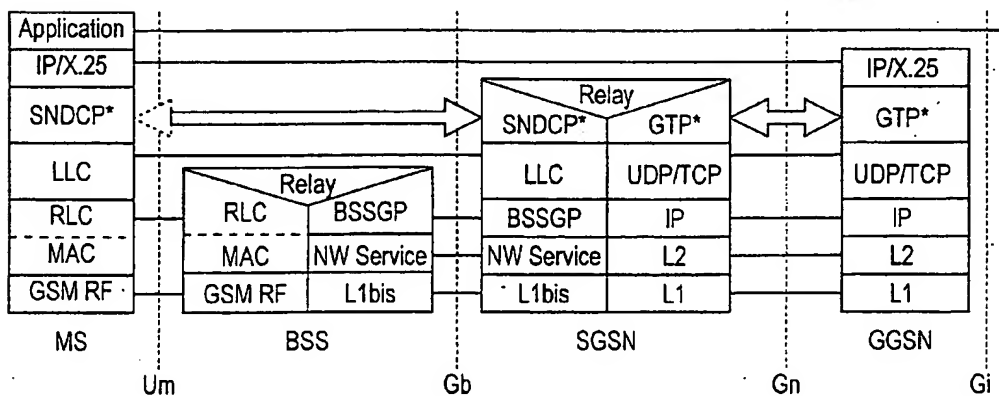 Application
IP/X.25
IP/X.25
Relay
SNDCP*
SNDCP*
GTP*
GTP*
LLC
Relay
LLC
UDP/TCP
UDP/TCP
RLC
RLC
BSSGP
BSSGP
IP
IP
MAC
MAC
NW Service
NW Service
L2
L2
GSM RF
GSM RF
L1bis
L1bis
L1
L1
MS
BSS
SGSN
GGSN
Um
Gb
Gn
Gi